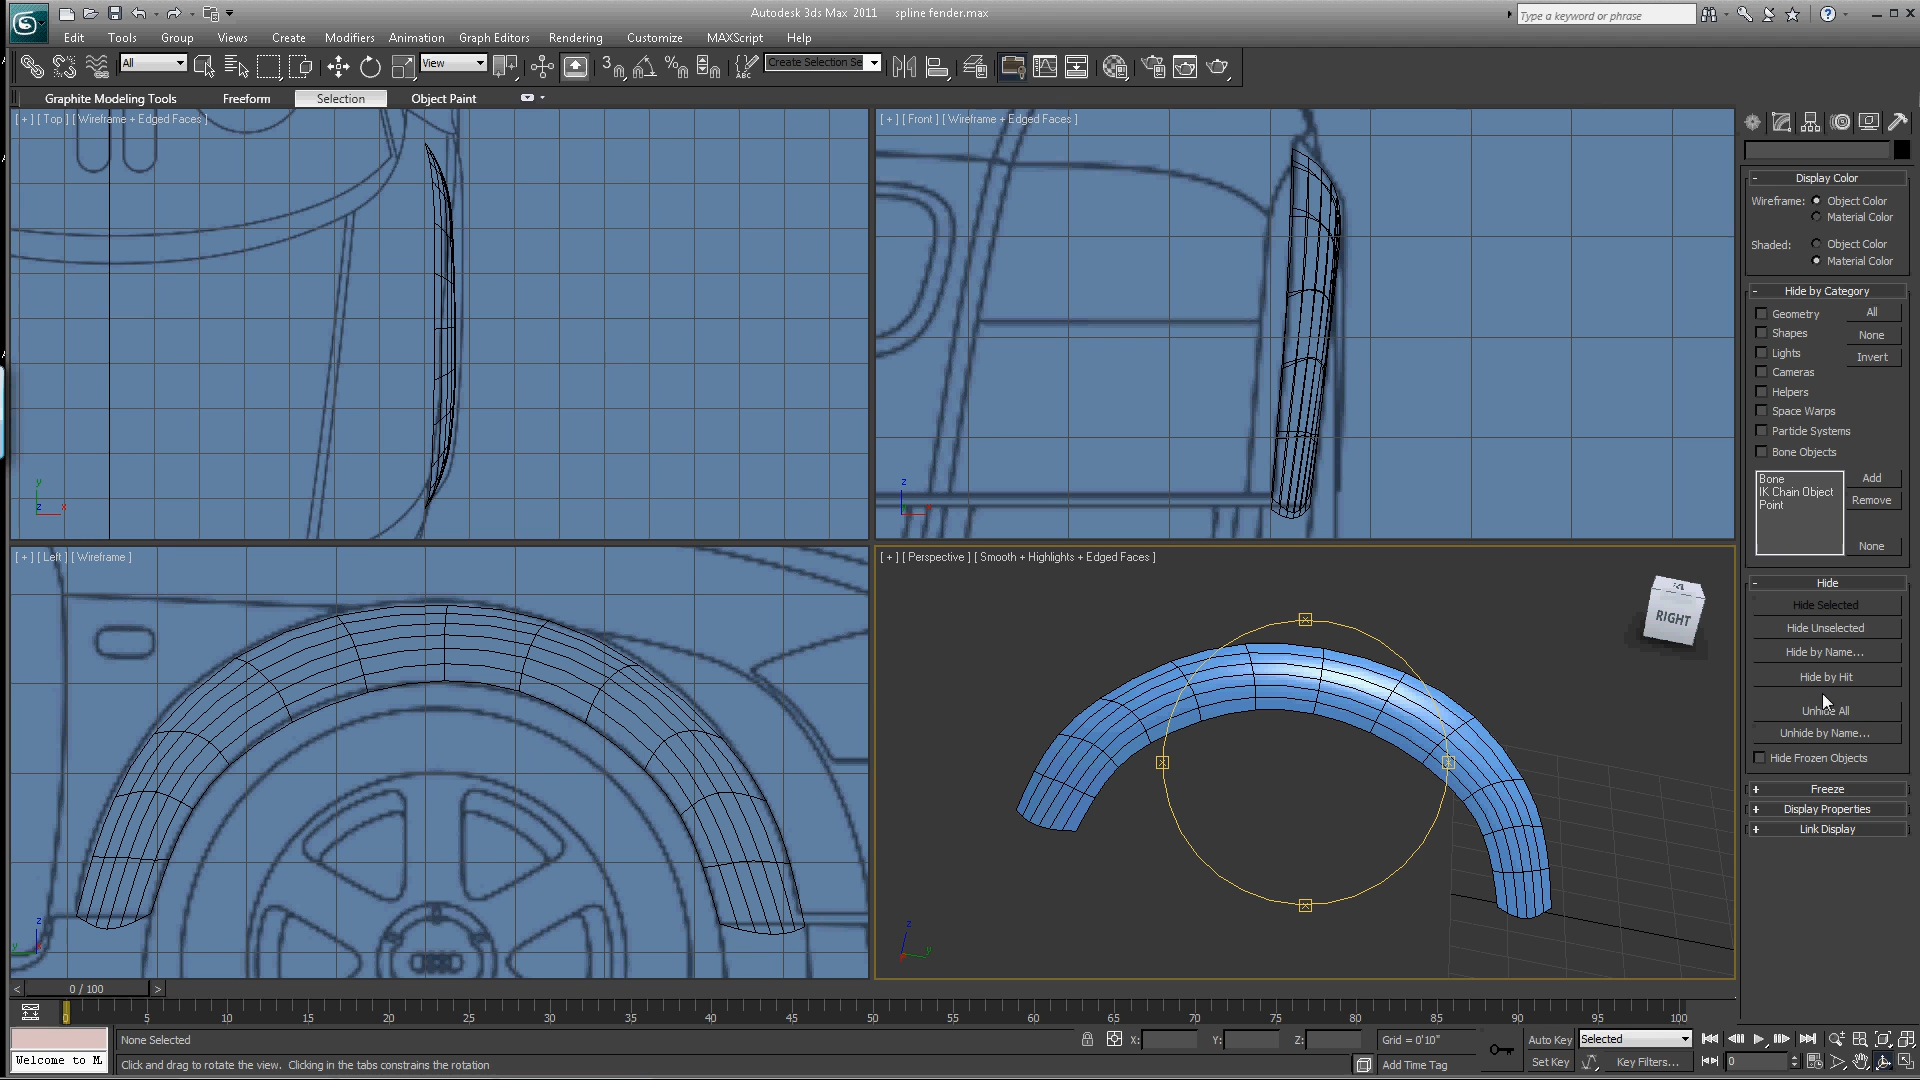 Autodesk 3ds Max 2011 spline fender.max
Type a keyword or phrase
Edit Tools Group Views Create Modifiers Animation Graph Editors Rendering Customize MAXScript Help
All
View
Create Selection Se
Graphite Modeling Tools Freeform Selection Object Paint
[ + ] [ Top ] [ Wireframe + Edged Faces ]
[ + ] [ Front ] [ Wireframe + Edged Faces ]
[ + ] [ Left ] [ Wireframe ]
[ + ] [ Perspective ] [ Smooth + Highlights + Edged Faces ]
RIGHT
- Display Color
Wireframe: Object Color
Material Color
Shaded: Object Color
Material Color
- Hide by Category
Geometry
Shapes
Lights
Cameras
Helpers
Space Warps
Particle Systems
Bone Objects
All
None
Invert
Bone
IK Chain Object
Point
Add
Remove
None
- Hide
Hide Selected
Hide Unselected
Hide by Name...
Hide by Hit
Unhide All
Unhide by Name...
Hide Frozen Objects
+ Freeze
+ Display Properties
+ Link Display
< 0 / 100 >
0 5 10 15 20 25 30 35 40 45 50 55 60 65 70 75 80 85 90 95 100
None Selected
X: Y: Z: Grid = 0'10"
Auto Key Selected
Welcome to M
Click and drag to rotate the view. Clicking in the tabs constrains the rotation
Add Time Tag
Set Key Key Filters... 0